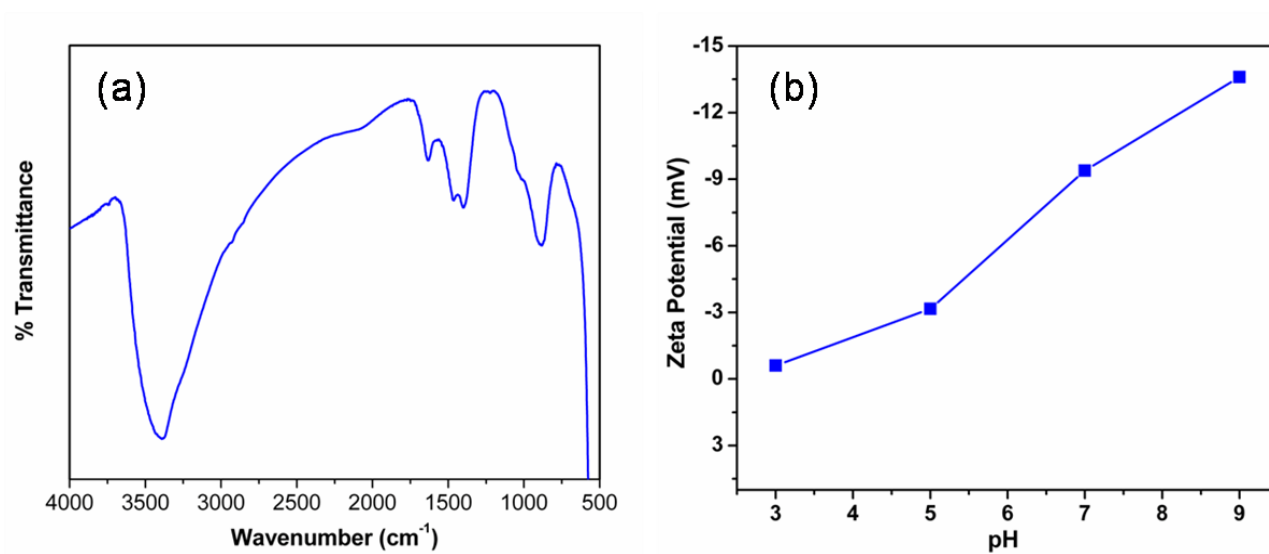 (a)
% Transmittance
4000 3500 3000 2500 2000 1500 1000 500
Wavenumber (cm⁻¹)
(b)
Zeta Potential (mV)
-15
-12
-9
-6
-3
0
3
3 4 5 6 7 8 9
pH